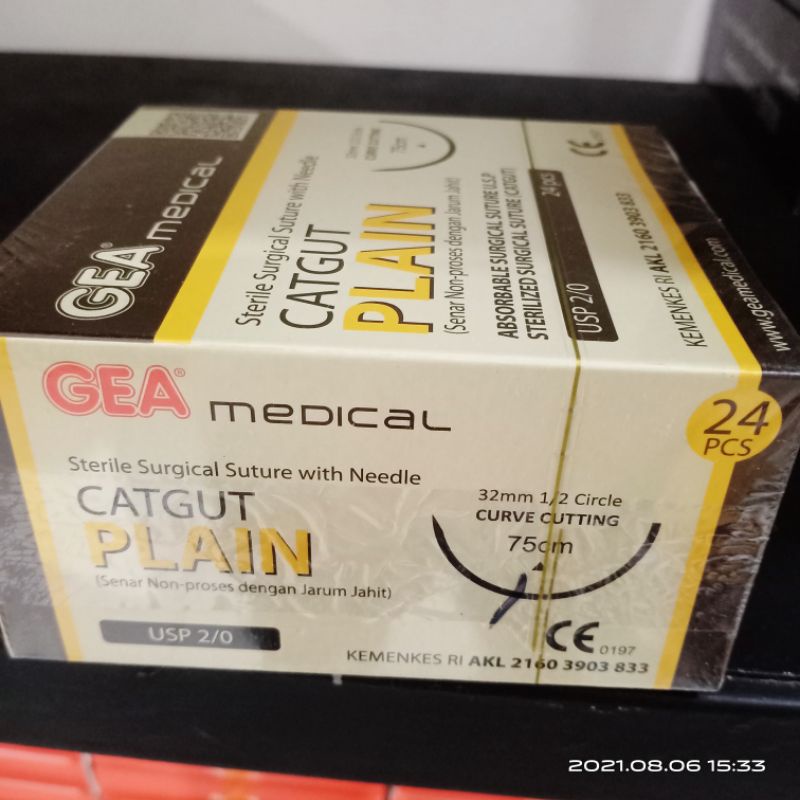 GEA® medical
Sterile Surgical Suture with Needle
CATGUT
PLAIN
(Senar Non-proses dengan Jarum Jahit)
CURVE CUTTING
75cm
ABSORBABLE SURGICAL SUTURE U.S.P
STERILIZED SURGICAL SUTURE (CATGUT)
24 pcs
USP 2/0
CE
KEMENKES RI AKL 2160 3903 833
www.geamedical.com
GEA® medical
24
PCS
Sterile Surgical Suture with Needle
CATGUT
PLAIN
(Senar Non-proses dengan Jarum Jahit)
32mm 1/2 Circle
CURVE CUTTING
75cm
USP 2/0
CE 0197
KEMENKES RI AKL 2160 3903 833
2021.08.06 15:33